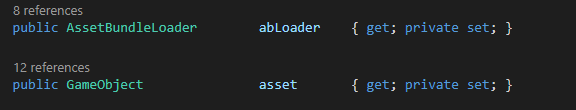 8 references
public AssetBundleLoader abLoader { get; private set; }
12 references
public GameObject asset { get; private set; }